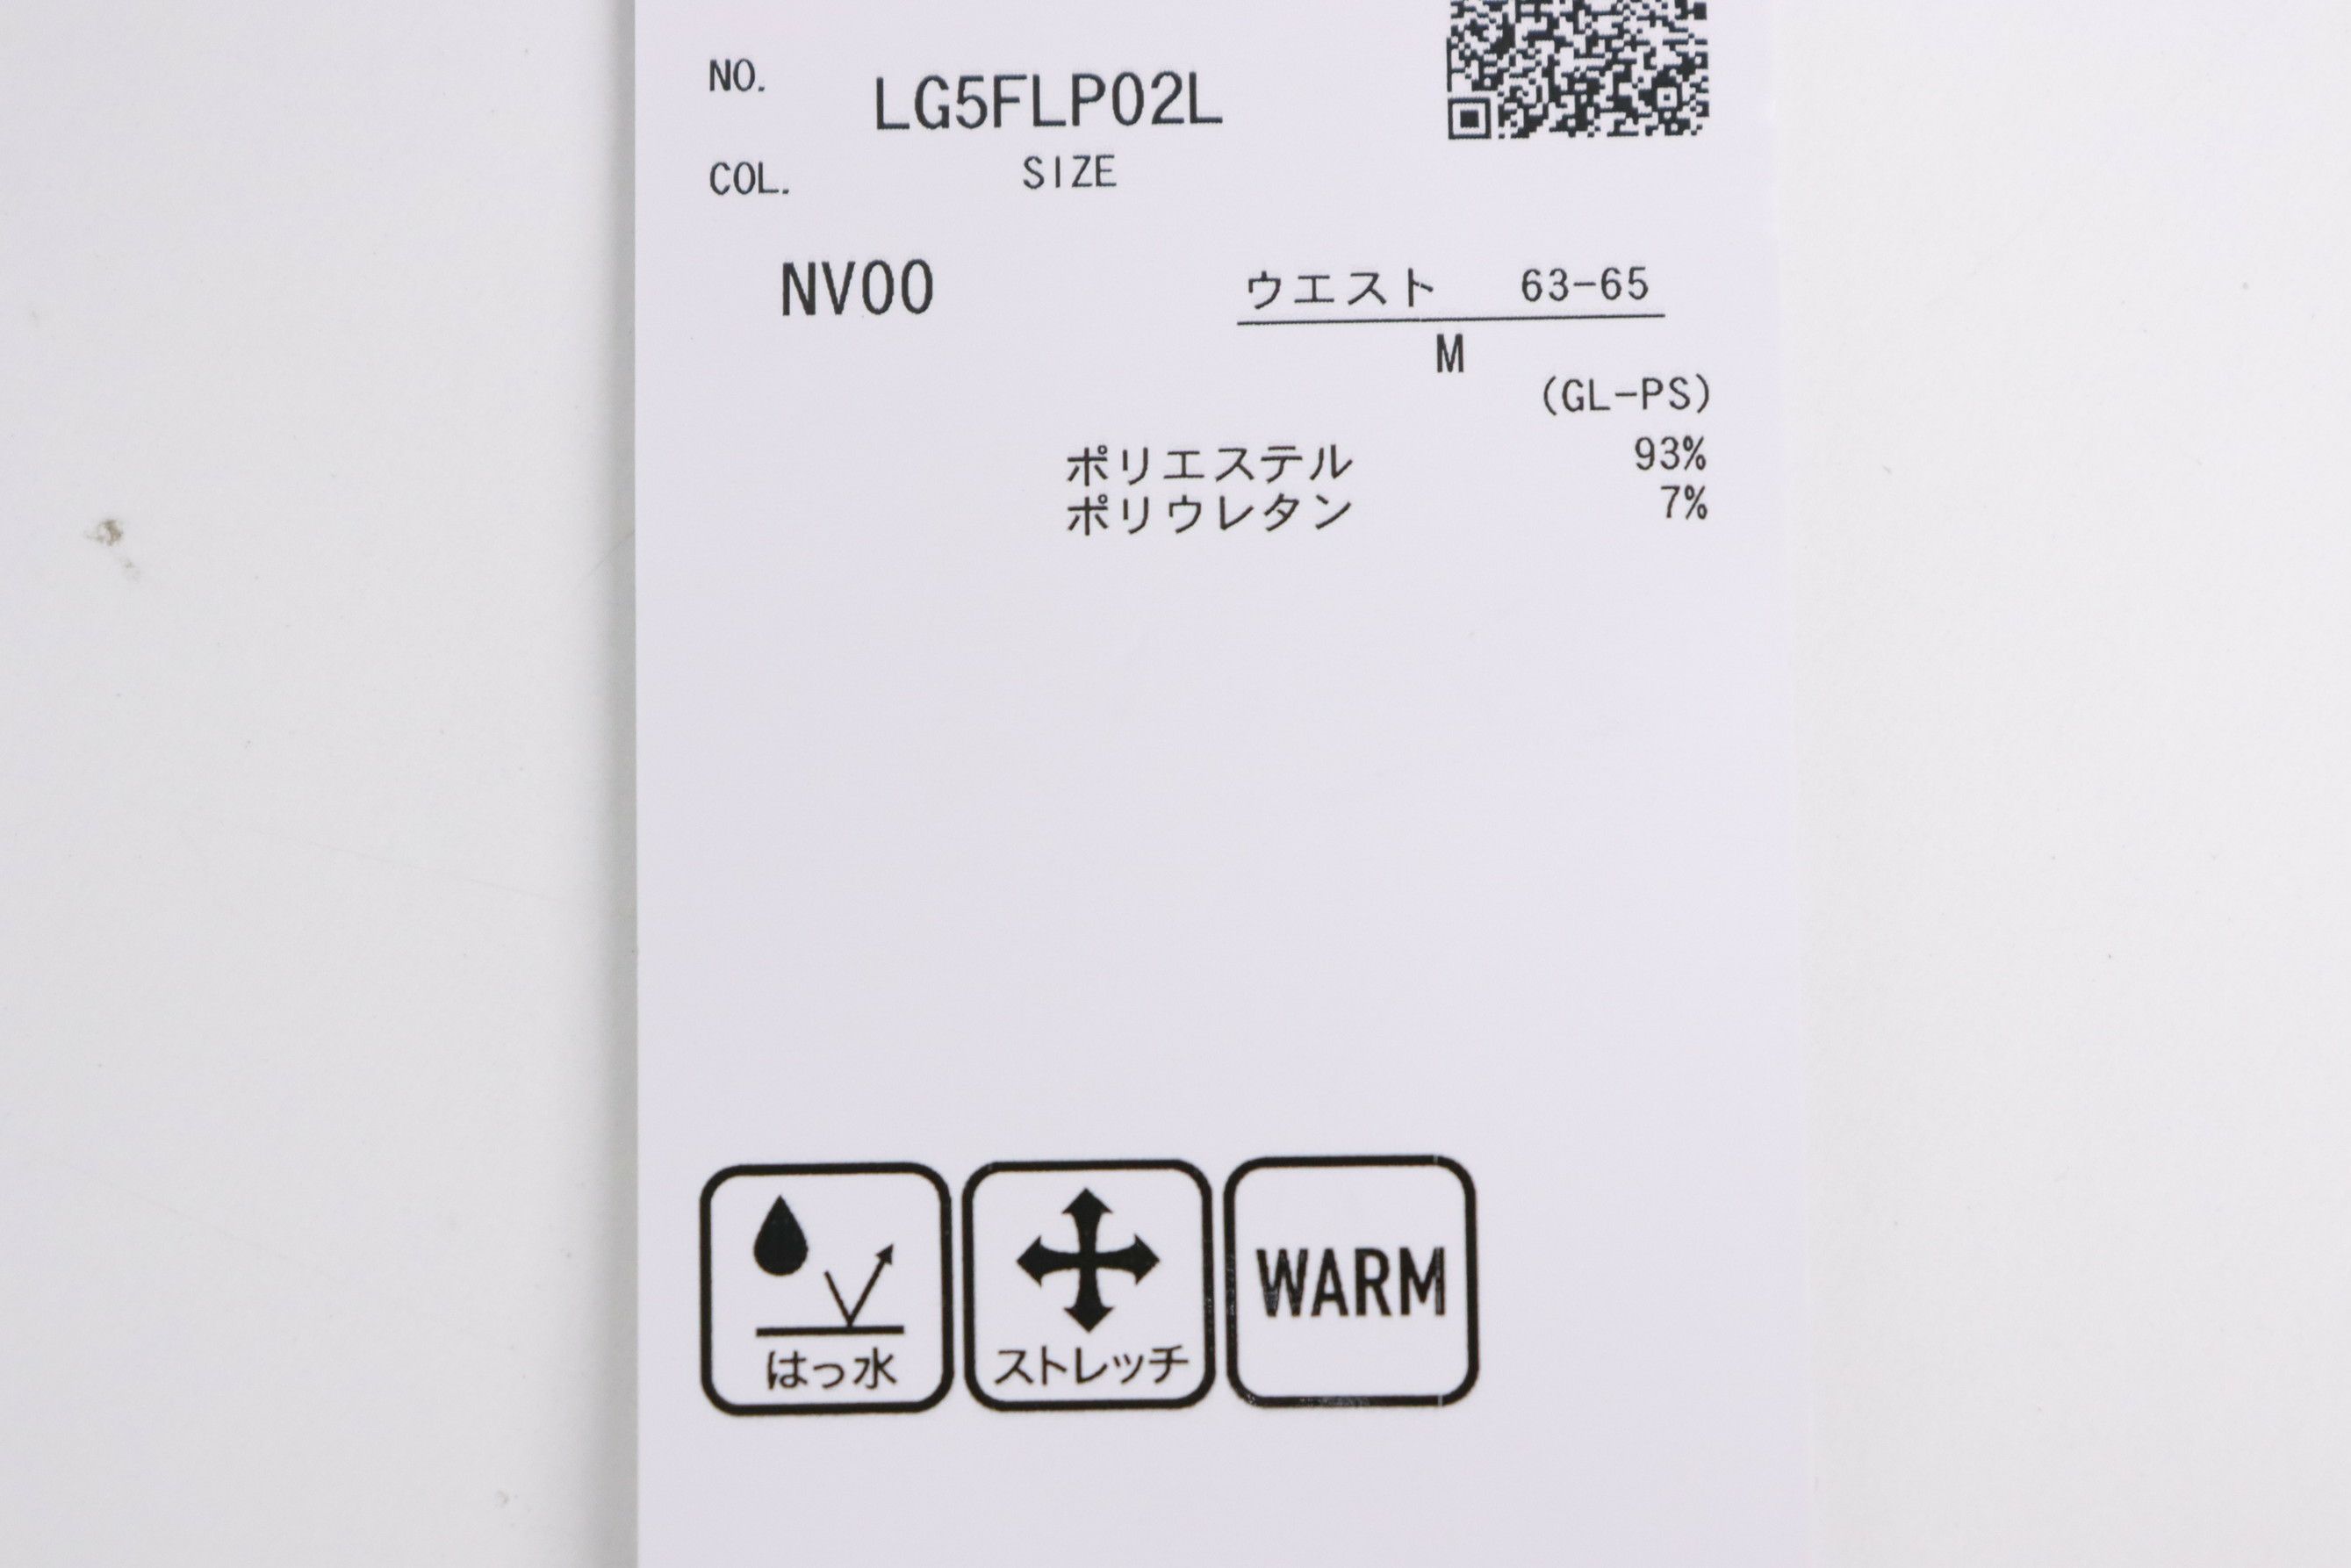 NO.
LG5FLP02L
COL.
SIZE
NV00
ウエスト 63-65
M
(GL-PS)
ポリエステル 93%
ポリウレタン 7%
はっ水
ストレッチ
WARM